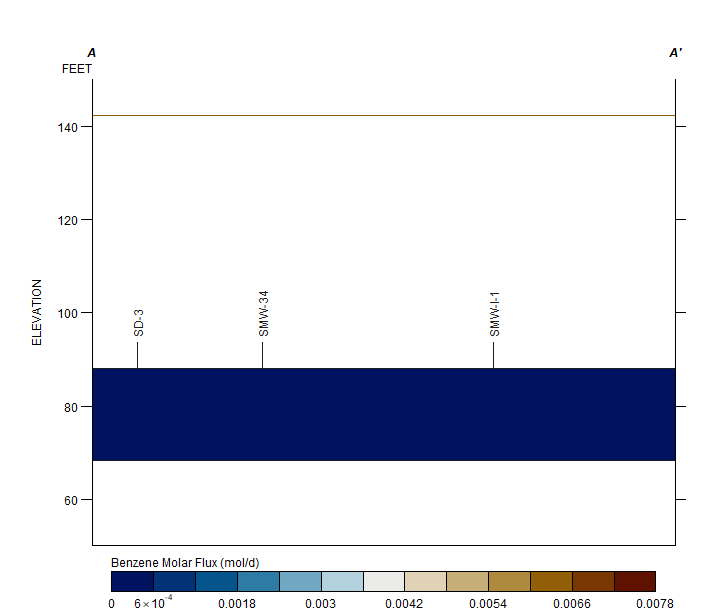 A A'
FEET
140
120
100
80
60
ELEVATION
SD-3
SMW-34
SMW-I-1
Benzene Molar Flux (mol/d)
0 6×10⁻⁴ 0.0018 0.003 0.0042 0.0054 0.0066 0.0078